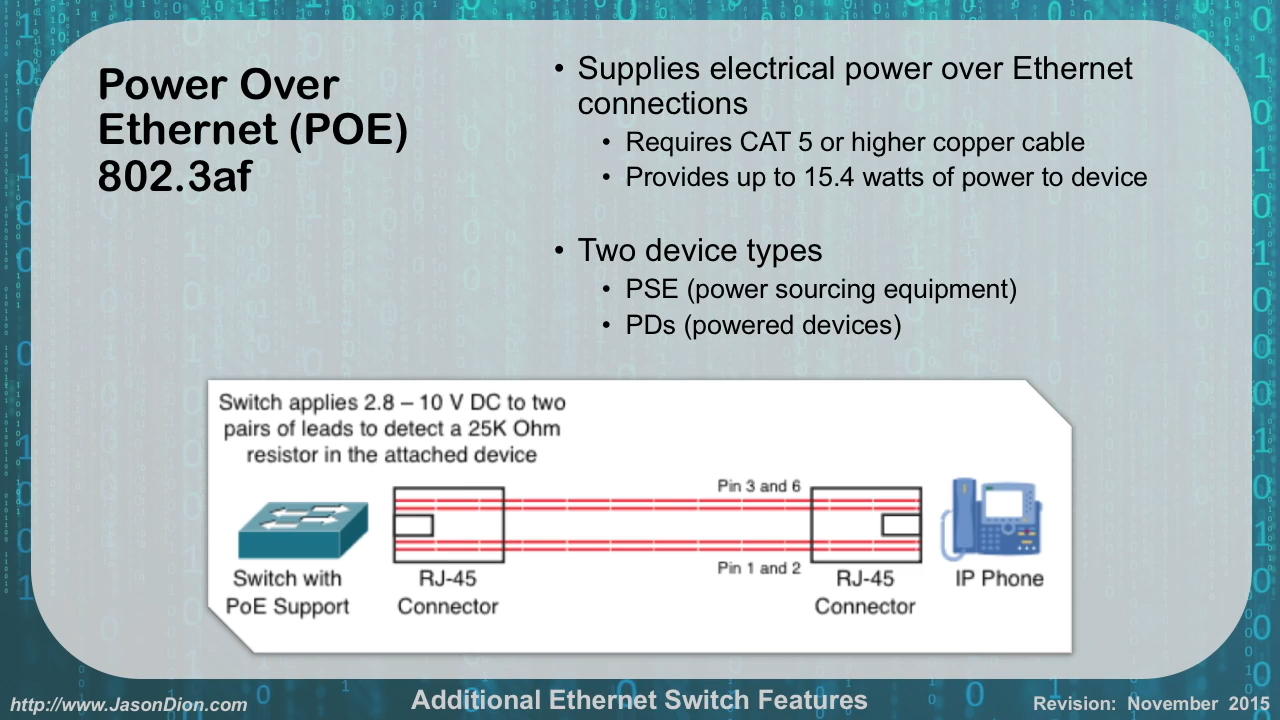 Power Over
Ethernet (POE)
802.3af
• Supplies electrical power over Ethernet
connections
• Requires CAT 5 or higher copper cable
• Provides up to 15.4 watts of power to device
• Two device types
• PSE (power sourcing equipment)
• PDs (powered devices)
Switch applies 2.8 – 10 V DC to two
pairs of leads to detect a 25K Ohm
resistor in the attached device
Pin 3 and 6
Pin 1 and 2
Switch with
PoE Support
RJ-45
Connector
RJ-45
Connector
IP Phone
http://www.JasonDion.com
Additional Ethernet Switch Features
Revision: November 2015